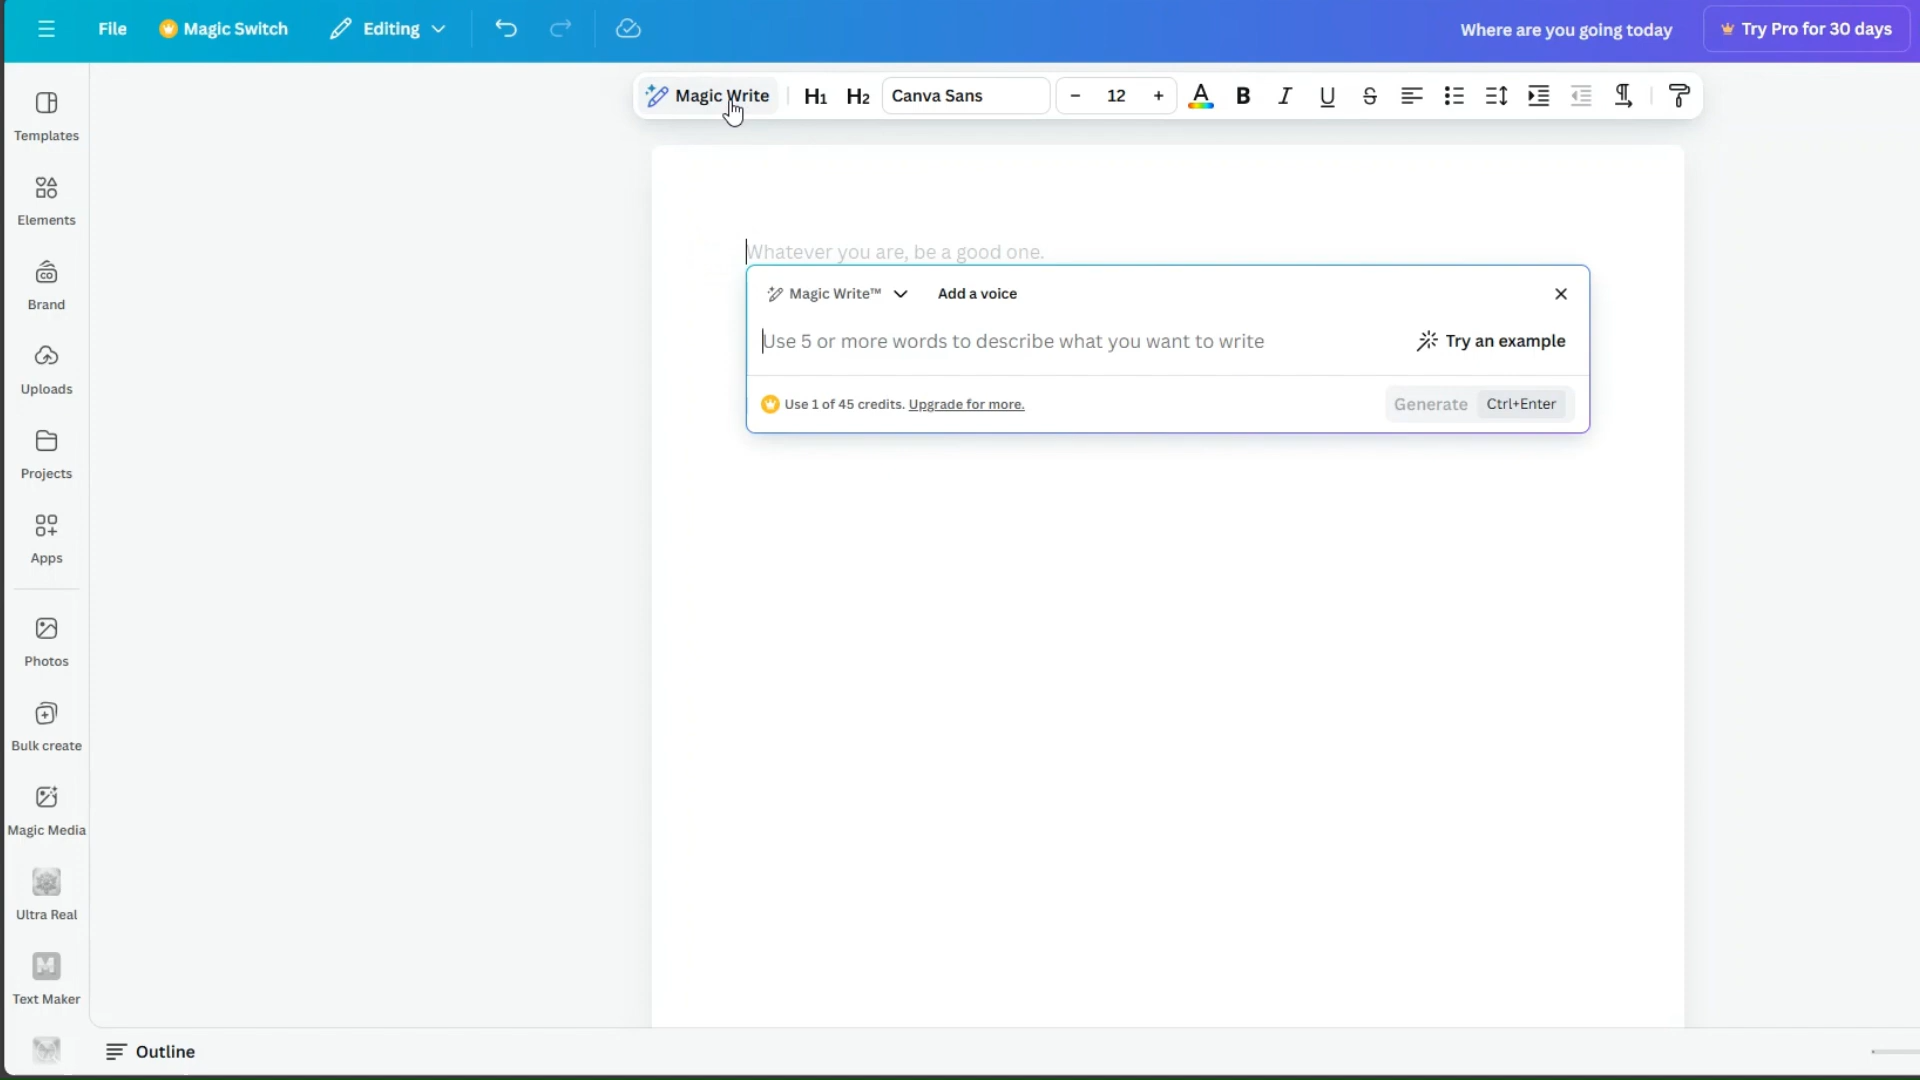 File Magic Switch Editing Where are you going today Try Pro for 30 days
Magic Write H1 H2 Canva Sans − 12 + A B I U S
Templates
Elements
Brand
CO
Uploads
Projects
Apps
Photos
Bulk create
Magic Media
Ultra Real
M
Text Maker
Whatever you are, be a good one.
Magic Write™ Add a voice
Use 5 or more words to describe what you want to write Try an example
Use 1 of 45 credits. Upgrade for more. Generate Ctrl+Enter
Outline